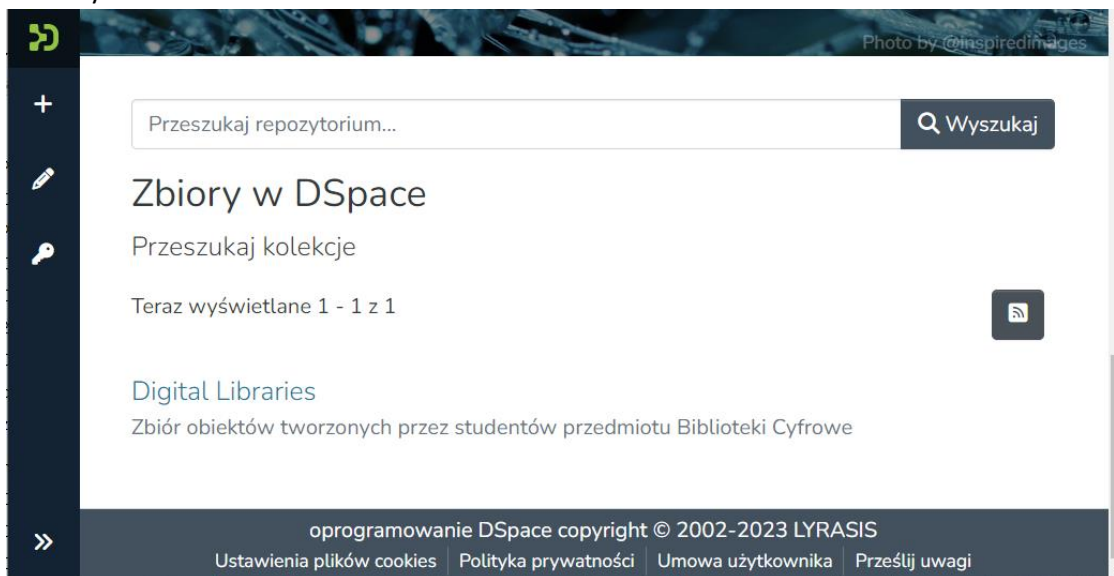 Photo by @inspiredimages
Przeszukaj repozytorium...
Wyszukaj
Zbiory w DSpace
Przeszukaj kolekcje
Teraz wyświetlane 1 - 1 z 1
Digital Libraries
Zbiór obiektów tworzonych przez studentów przedmiotu Biblioteki Cyfrowe
oprogramowanie DSpace copyright © 2002-2023 LYRASIS
Ustawienia plików cookies Polityka prywatności Umowa użytkownika Prześlij uwagi